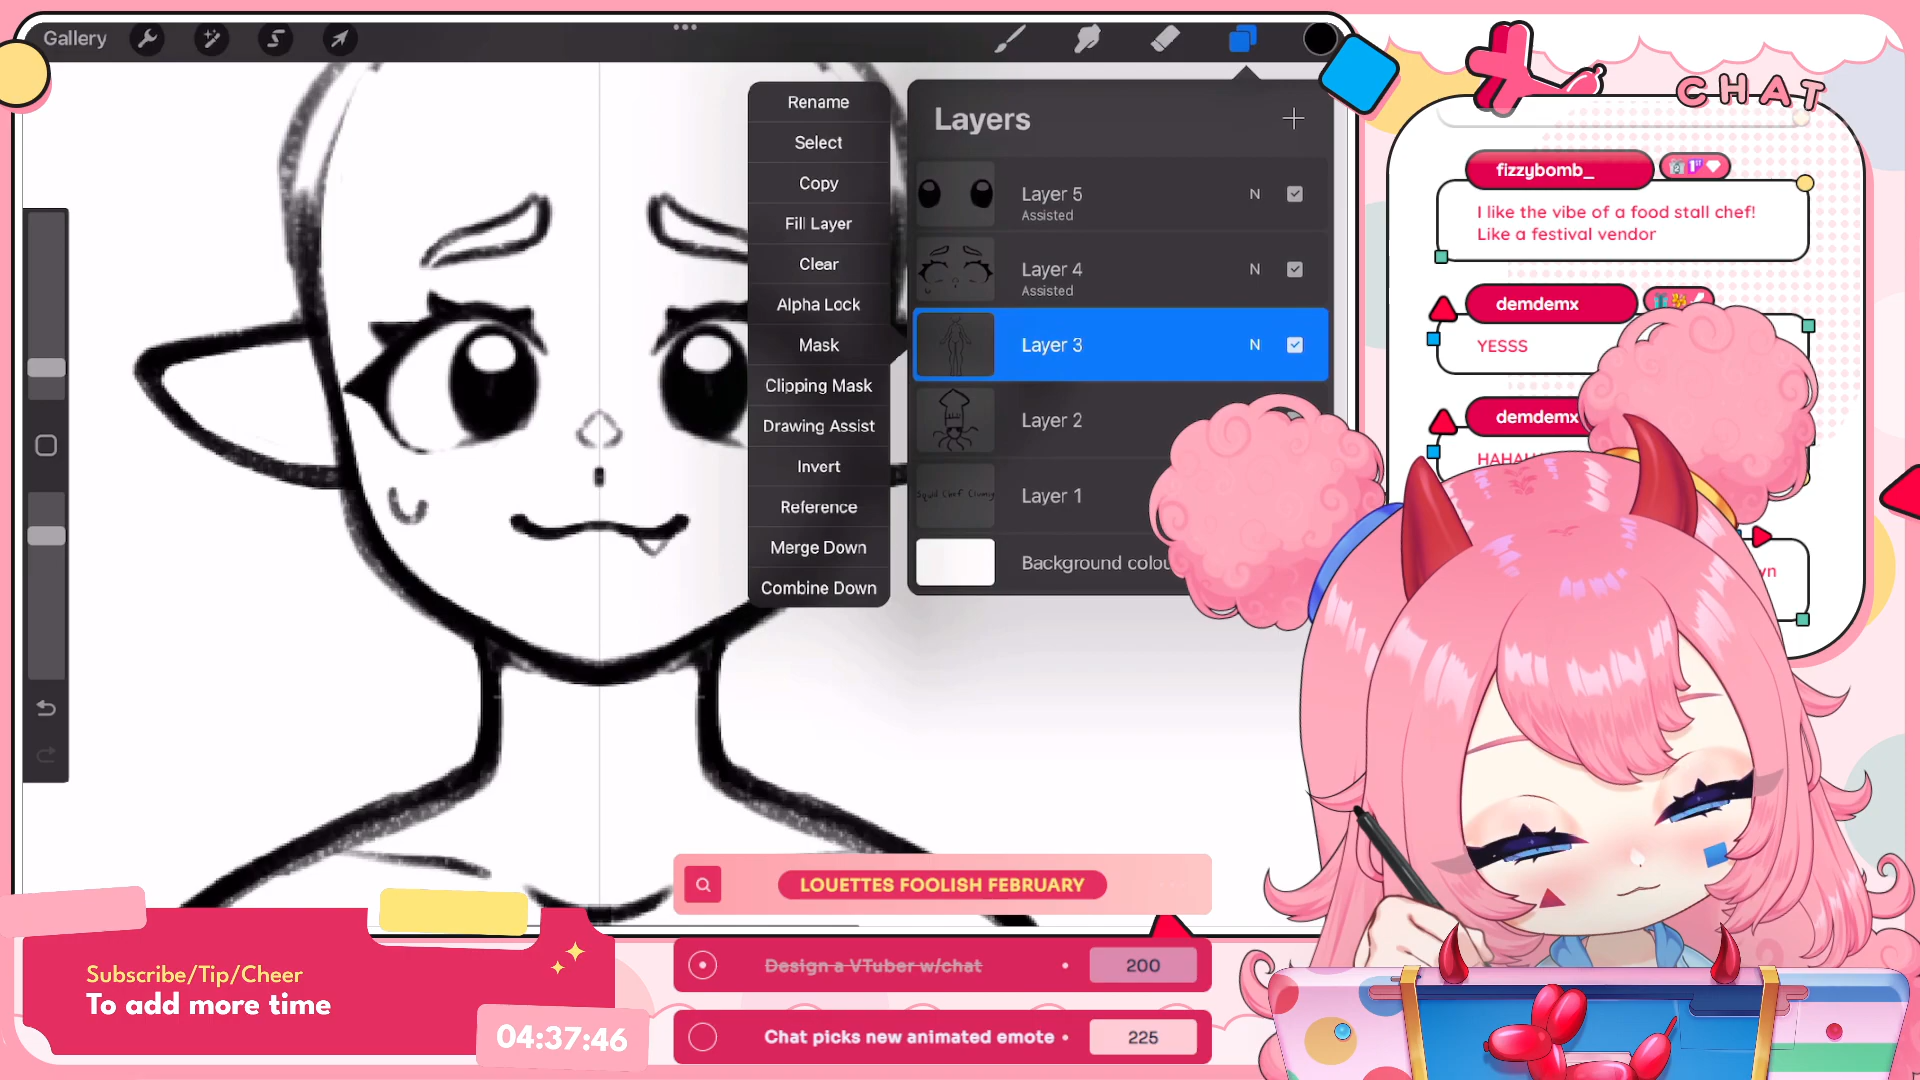 Gallery
Rename
Select
Copy
Fill Layer
Clear
Alpha Lock
Mask
Clipping Mask
Drawing Assist
Invert
Reference
Merge Down
Combine Down
Layers
Layer 5
N
Assisted
Layer 4
N
Assisted
Layer 3
N
Layer 2
Layer 1
Squid Chef Clumsy
Background colou
CHAT
fizzybomb_
I like the vibe of a food stall chef!
Like a festival vendor
demdemx
YESSS
demdemx
LOUETTES FOOLISH FEBRUARY
Design a VTuber w/chat • 200
Chat picks new animated emote • 225
Subscribe/Tip/Cheer
To add more time
04:37:46